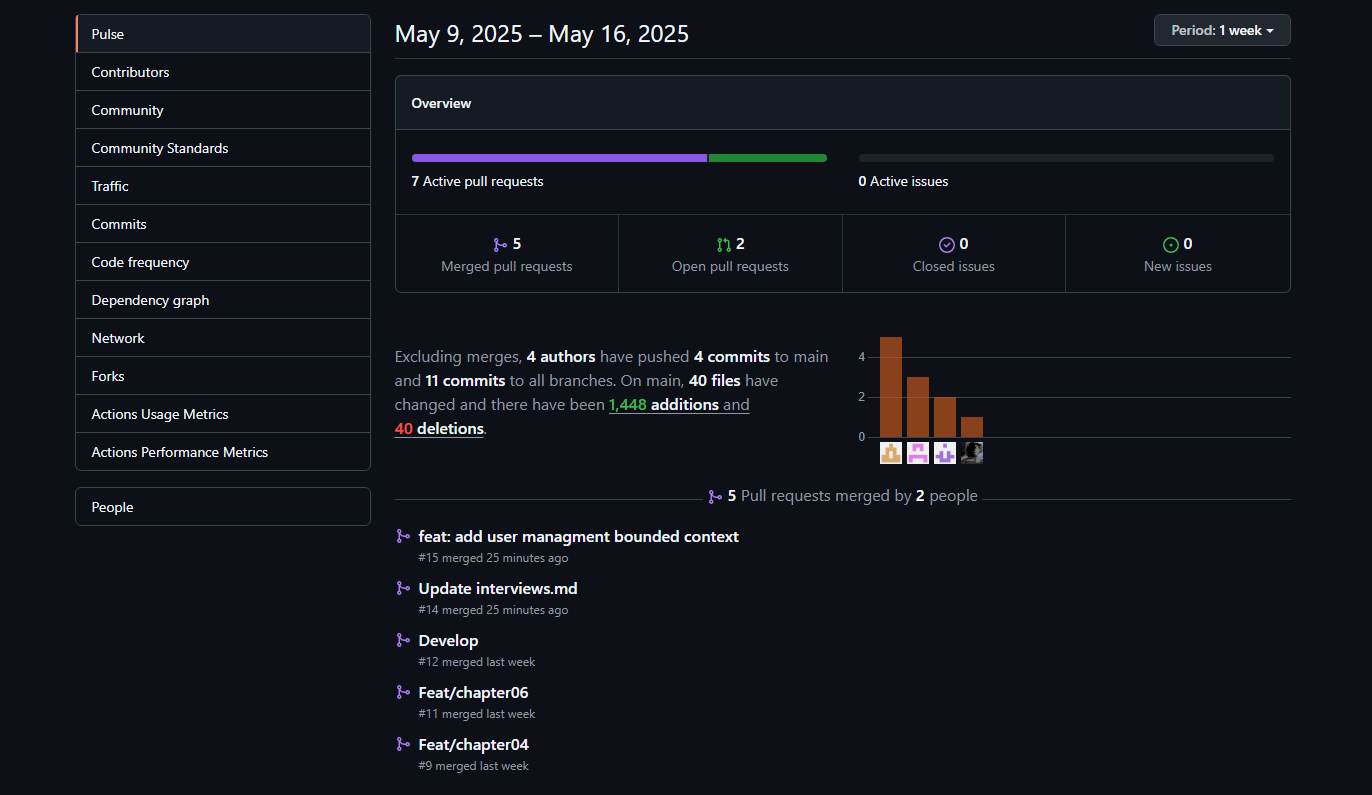 Pulse
Contributors
Community
Community Standards
Traffic
Commits
Code frequency
Dependency graph
Network
Forks
Actions Usage Metrics
Actions Performance Metrics
People
May 9, 2025 – May 16, 2025
Period: 1 week
Overview
7 Active pull requests
0 Active issues
5
Merged pull requests
2
Open pull requests
0
Closed issues
0
New issues
Excluding merges, 4 authors have pushed 4 commits to main
and 11 commits to all branches. On main, 40 files have
changed and there have been 1,448 additions and
40 deletions.
4
2
0
5 Pull requests merged by 2 people
feat: add user managment bounded context
#15 merged 25 minutes ago
Update interviews.md
#14 merged 25 minutes ago
Develop
#12 merged last week
Feat/chapter06
#11 merged last week
Feat/chapter04
#9 merged last week